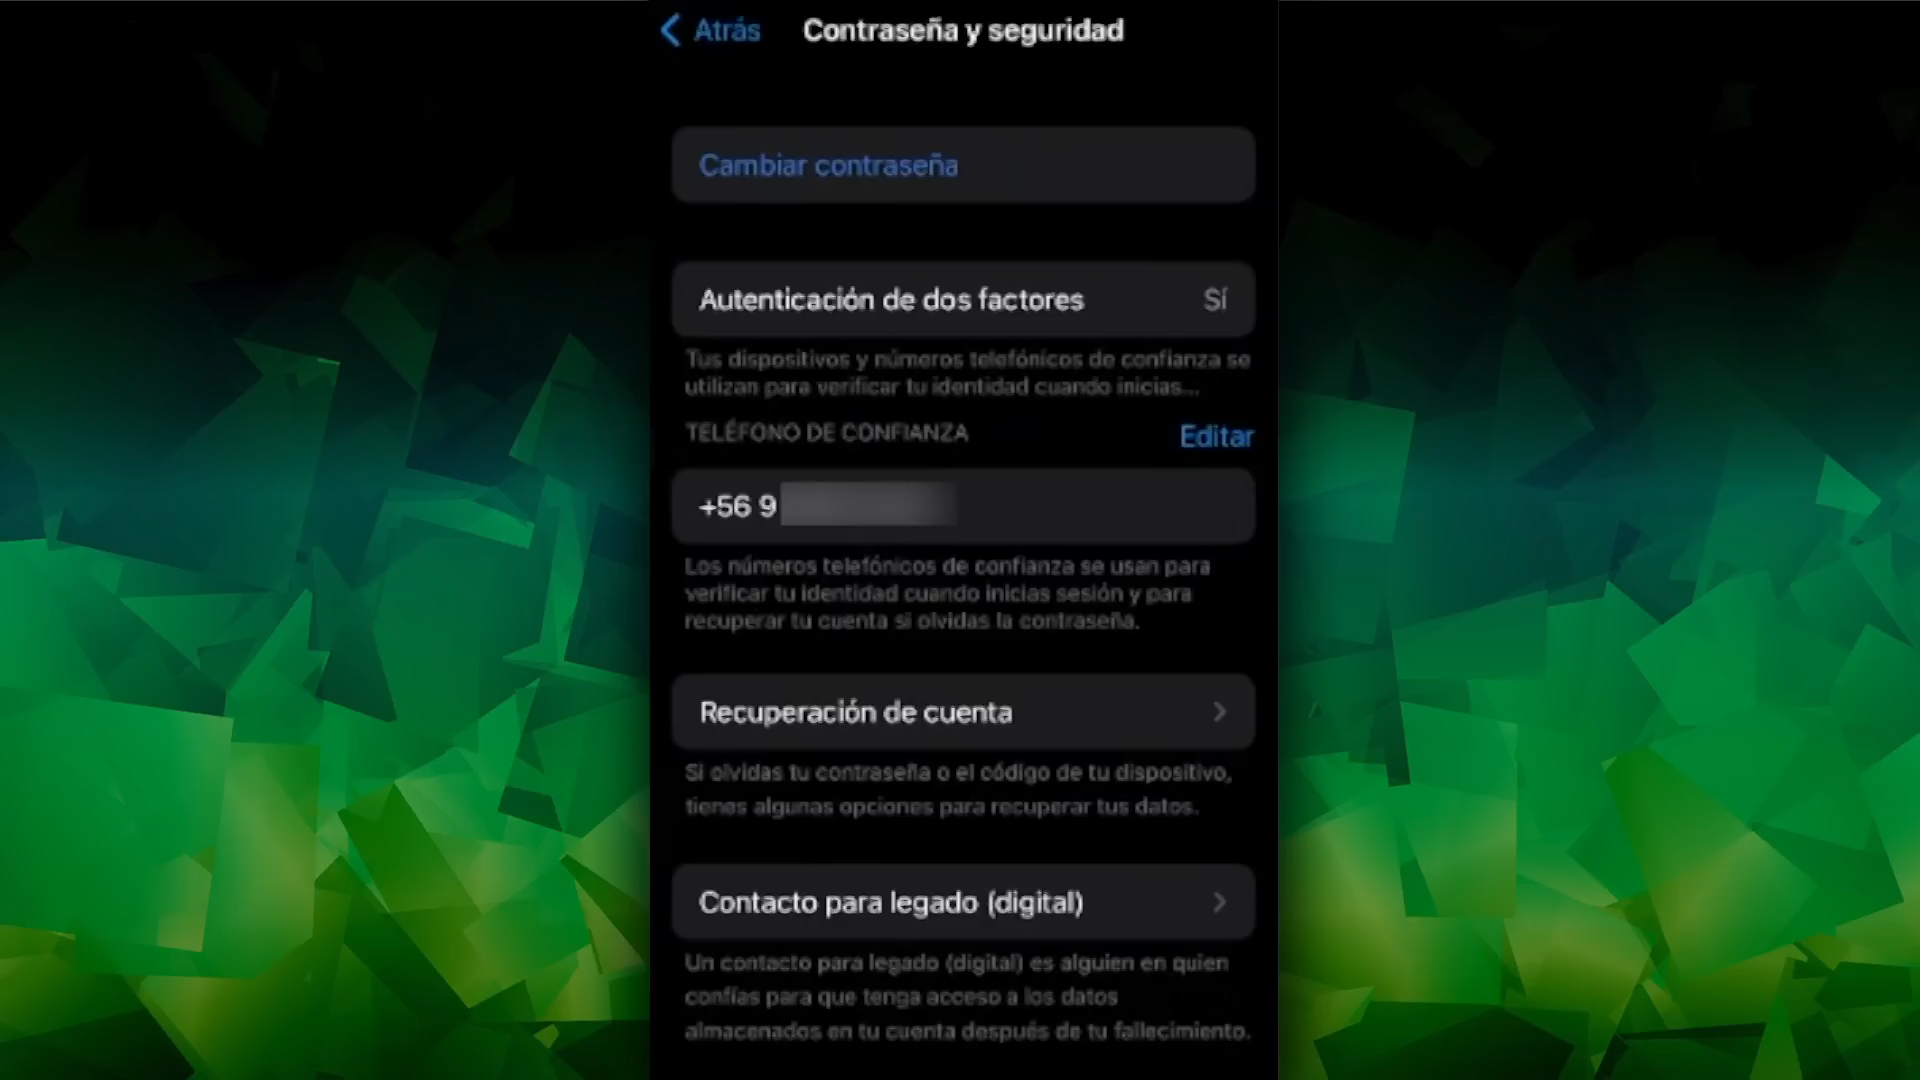 Atrás
Contraseña y seguridad
Cambiar contraseña
Autenticación de dos factores
Sí
Tus dispositivos y números telefónicos de confianza se
utilizan para verificar tu identidad cuando inicias...
TELÉFONO DE CONFIANZA
Editar
+56 9
Los números telefónicos de confianza se usan para
verificar tu identidad cuando inicias sesión y para
recuperar tu cuenta si olvidas la contraseña.
Recuperación de cuenta
Si olvidas tu contraseña o el código de tu dispositivo,
tienes algunas opciones para recuperar tus datos.
Contacto para legado (digital)
Un contacto para legado (digital) es alguien en quien
confías para que tenga acceso a los datos
almacenados en tu cuenta después de tu fallecimiento.